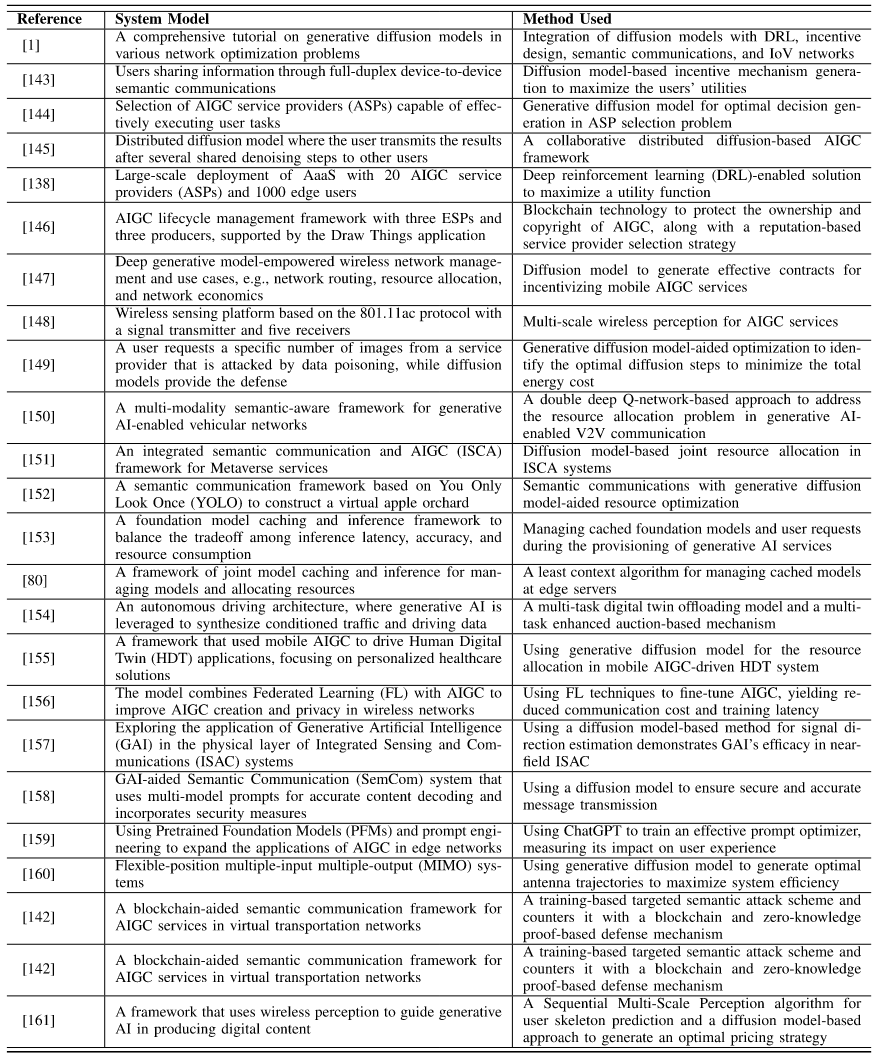 Reference System Model Method Used
[1] A comprehensive tutorial on generative diffusion models in various network optimization problems Integration of diffusion models with DRL, incentive design, semantic communications, and IoV networks
[143] Users sharing information through full-duplex device-to-device semantic communications Diffusion model-based incentive mechanism genera-tion to maximize the users' utilities
[144] Selection of AIGC service providers (ASPs) capable of effec-tively executing user tasks Generative diffusion model for optimal decision gen-eration in ASP selection problem
[145] Distributed diffusion model where the user transmits the results after several shared denoising steps to other users A collaborative distributed diffusion-based AIGC framework
[138] Large-scale deployment of AaaS with 20 AIGC service providers (ASPs) and 1000 edge users Deep reinforcement learning (DRL)-enabled solution to maximize a utility function
[146] AIGC lifecycle management framework with three ESPs and three producers, supported by the Draw Things application Blockchain technology to protect the ownership and copyright of AIGC, along with a reputation-based service provider selection strategy
[147] Deep generative model-empowered wireless network manage-ment and use cases, e.g., network routing, resource allocation, and network economics Diffusion model to generate effective contracts for incentivizing mobile AIGC services
[148] Wireless sensing platform based on the 801.11ac protocol with a signal transmitter and five receivers Multi-scale wireless perception for AIGC services
[149] A user requests a specific number of images from a service provider that is attacked by data poisoning, while diffusion models provide the defense Generative diffusion model-aided optimization to iden-tify the optimal diffusion steps to minimize the total energy cost
[150] A multi-modality semantic-aware framework for generative AI-enabled vehicular networks A double deep Q-network-based approach to address the resource allocation problem in generative AI-enabled V2V communication
[151] An integrated semantic communication and AIGC (ISCA) framework for Metaverse services Diffusion model-based joint resource allocation in ISCA systems
[152] A semantic communication framework based on You Only Look Once (YOLO) to construct a virtual apple orchard Semantic communications with generative diffusion model-aided resource optimization
[153] A foundation model caching and inference framework to balance the tradeoff among inference latency, accuracy, and resource consumption Managing cached foundation models and user requests during the provisioning of generative AI services
[80] A framework of joint model caching and inference for man-aging models and allocating resources A least context algorithm for managing cached models at edge servers
[154] An autonomous driving architecture, where generative AI is leveraged to synthesize conditioned traffic and driving data A multi-task digital twin offloading model and a multi-task enhanced auction-based mechanism
[155] A framework that used mobile AIGC to drive Human Digital Twin (HDT) applications, focusing on personalized healthcare solutions Using generative diffusion model for the resource allocation in mobile AIGC-driven HDT system
[156] The model combines Federated Learning (FL) with AIGC to improve AIGC creation and privacy in wireless networks Using FL techniques to fine-tune AIGC, yielding re-duced communication cost and training latency
[157] Exploring the application of Generative Artificial Intelligence (GAI) in the physical layer of Integrated Sensing and Com-munications (ISAC) systems Using a diffusion model-based method for signal di-rection estimation demonstrates GAI's efficacy in near-field ISAC
[158] GAI-aided Semantic Communication (SemCom) system that uses multi-model prompts for accurate content decoding and incorporates security measures Using a diffusion model to ensure secure and accurate message transmission
[159] Using Pretrained Foundation Models (PFMs) and prompt engi-neering to expand the applications of AIGC in edge networks Using ChatGPT to train an effective prompt optimizer, measuring its impact on user experience
[160] Flexible-position multiple-input multiple-output (MIMO) sys-tems Using generative diffusion model to generate optimal antenna trajectories to maximize system efficiency
[142] A blockchain-aided semantic communication framework for AIGC services in virtual transportation networks A training-based targeted semantic attack scheme and counters it with a blockchain and zero-knowledge proof-based defense mechanism
[142] A blockchain-aided semantic communication framework for AIGC services in virtual transportation networks A training-based targeted semantic attack scheme and counters it with a blockchain and zero-knowledge proof-based defense mechanism
[161] A framework that uses wireless perception to guide generative AI in producing digital content A Sequential Multi-Scale Perception algorithm for user skeleton prediction and a diffusion model-based approach to generate an optimal pricing strategy